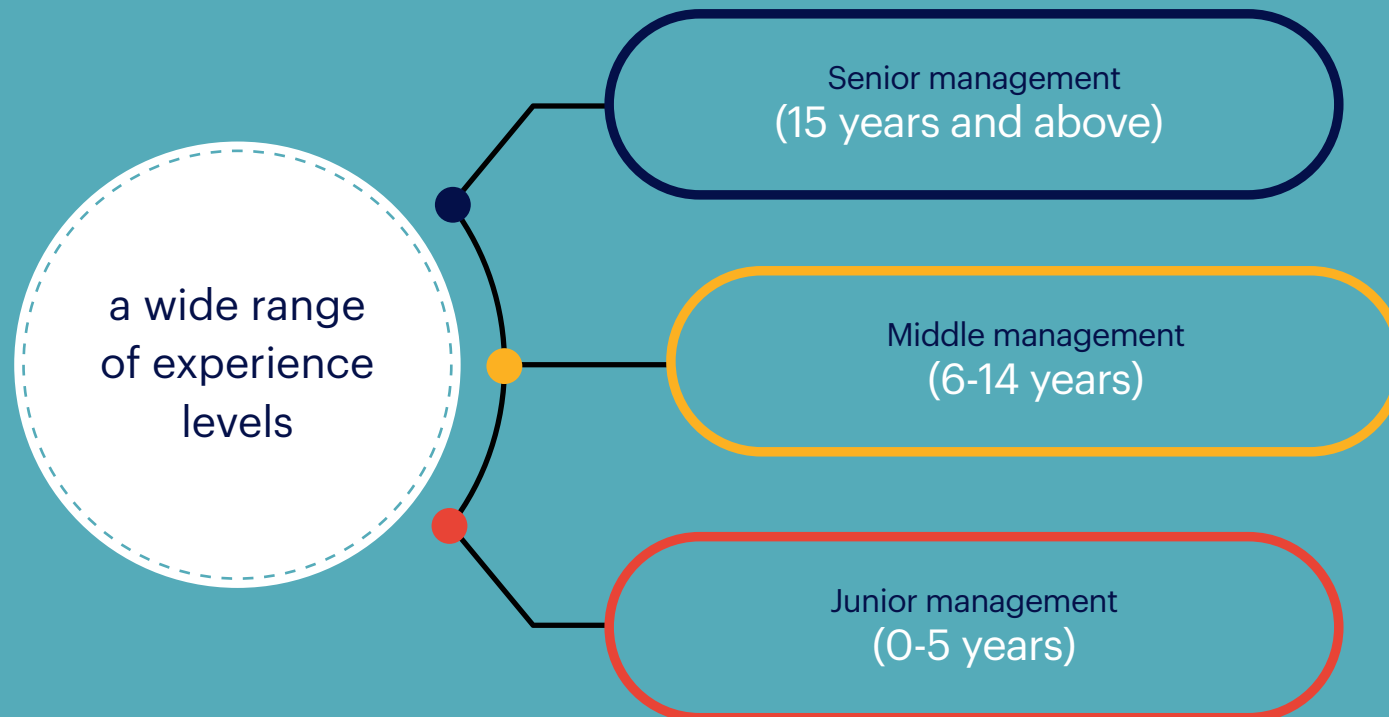 a wide range
of experience
levels
Senior management
(15 years and above)
Middle management
(6-14 years)
Junior management
(0-5 years)